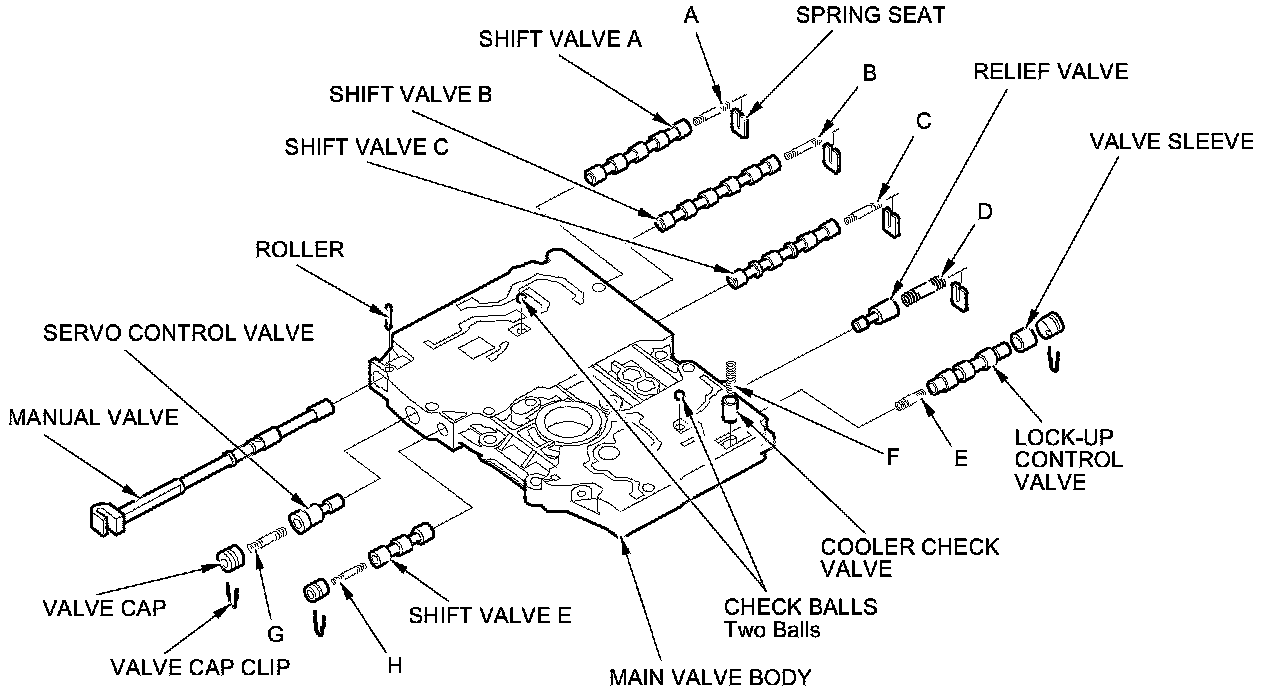 A
SPRING SEAT
SHIFT VALVE A
B
RELIEF VALVE
SHIFT VALVE B
C
VALVE SLEEVE
SHIFT VALVE C
D
ROLLER
SERVO CONTROL VALVE
MANUAL VALVE
F
E
LOCK-UP
CONTROL
VALVE
COOLER CHECK
VALVE
VALVE CAP
G
SHIFT VALVE E
CHECK BALLS
Two Balls
VALVE CAP CLIP
H
MAIN VALVE BODY